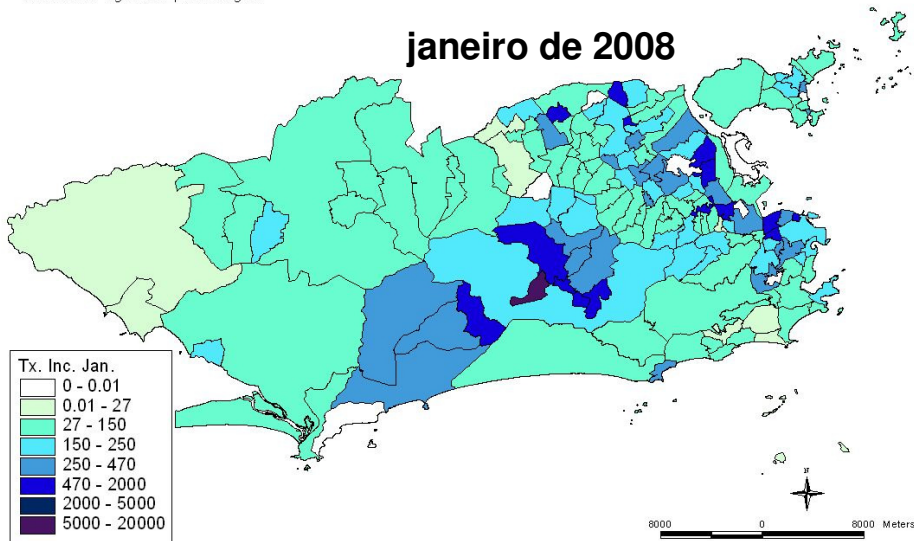 janeiro de 2008
Tx. Inc. Jan.
0 - 0.01
0.01 - 27
27 - 150
150 - 250
250 - 470
470 - 2000
2000 - 5000
5000 - 20000
8000 0 8000 Meters